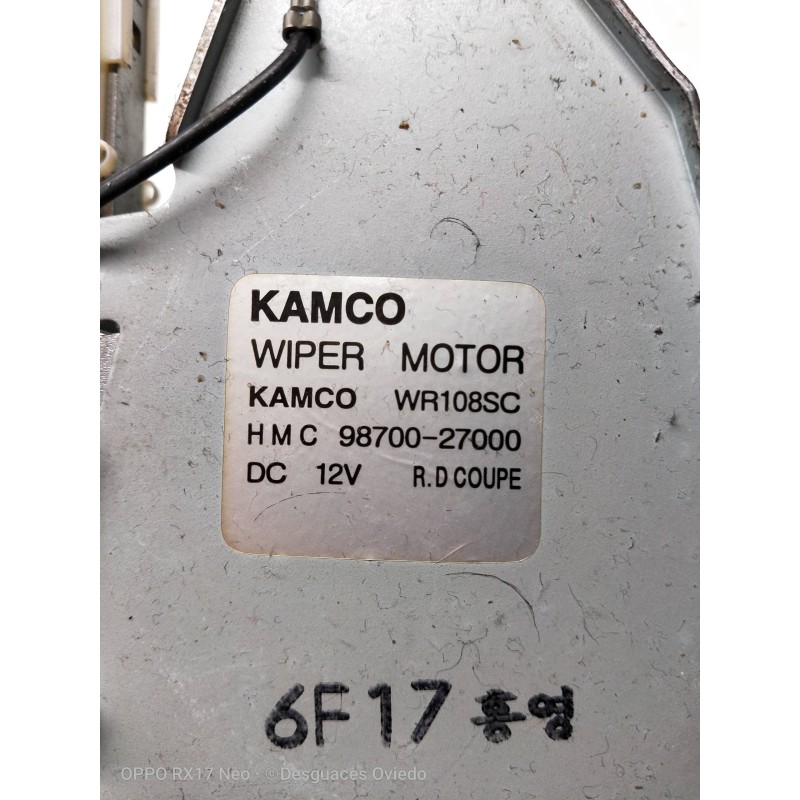 KAMCO
WIPER MOTOR
KAMCO WR108SC
HMC 98700-27000
DC 12V R.D COUPE
6F17 홍영
OPPO RX17 Neo · ©Desguaces Oviedo